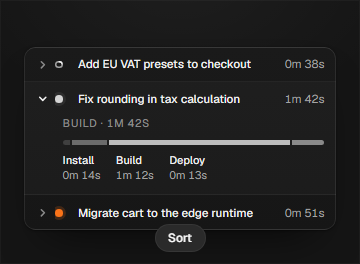 Add EU VAT presets to checkout 0m 38s
Fix rounding in tax calculation 1m 42s
BUILD · 1M 42S
Install Build Deploy
0m 14s 1m 12s 0m 13s
Migrate cart to the edge runtime 0m 51s
Sort